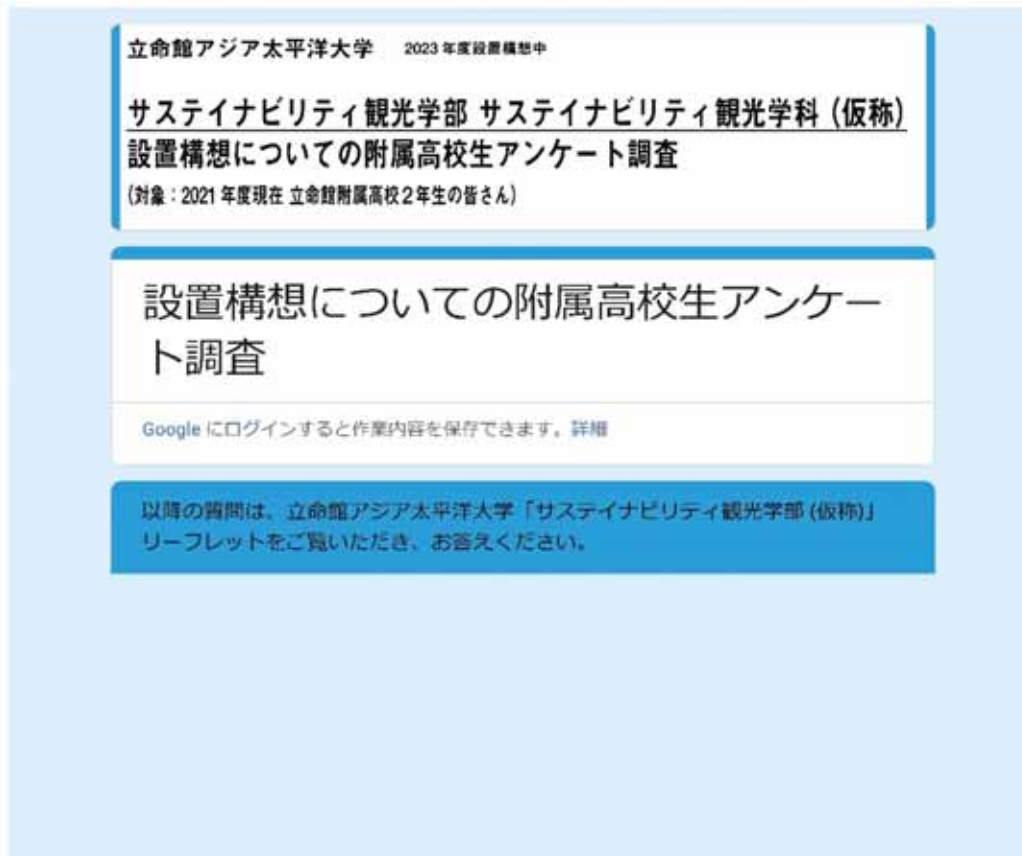 立命館アジア太平洋大学 2023年度設置構想中
サステイナビリティ観光学部 サステイナビリティ観光学科 (仮称)
設置構想についての附属高校生アンケート調査
(対象：2021年度現在 立命館附属高校2年生の皆さん)
設置構想についての附属高校生アンケー
ト調査
Google にログインすると作業内容を保存できます。詳細
以降の質問は、立命館アジア太平洋大学「サステイナビリティ観光学部 (仮称)」
リーフレットをご覧いただき、お答えください。